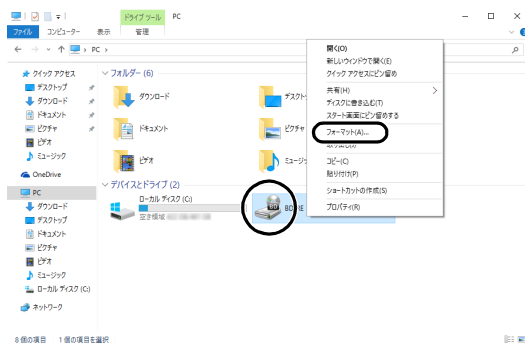 ドライブ ツール
PC
ファイル
コンピューター
表示
管理
PC
クイック アクセス
デスクトップ
ダウンロード
ドキュメント
ピクチャ
ビデオ
ミュージック
OneDrive
PC
ダウンロード
デスクトップ
ドキュメント
ピクチャ
ビデオ
ミュージック
ローカル ディスク (C:)
ネットワーク
フォルダー (6)
ダウンロード
ドキュメント
ピクチャ
ビデオ
デバイスとドライブ (2)
ローカル ディスク (C:)
空き領域
BD
開く(O)
新しいウィンドウで開く(E)
クイック アクセスにピン留め
共有(H)
ディスクに書き込む(T)
スタート画面にピン留めする
フォーマット(A)...
コピー(C)
貼り付け(P)
ショートカットの作成(S)
プロパティ(R)
8 個の項目
1 個の項目を選択